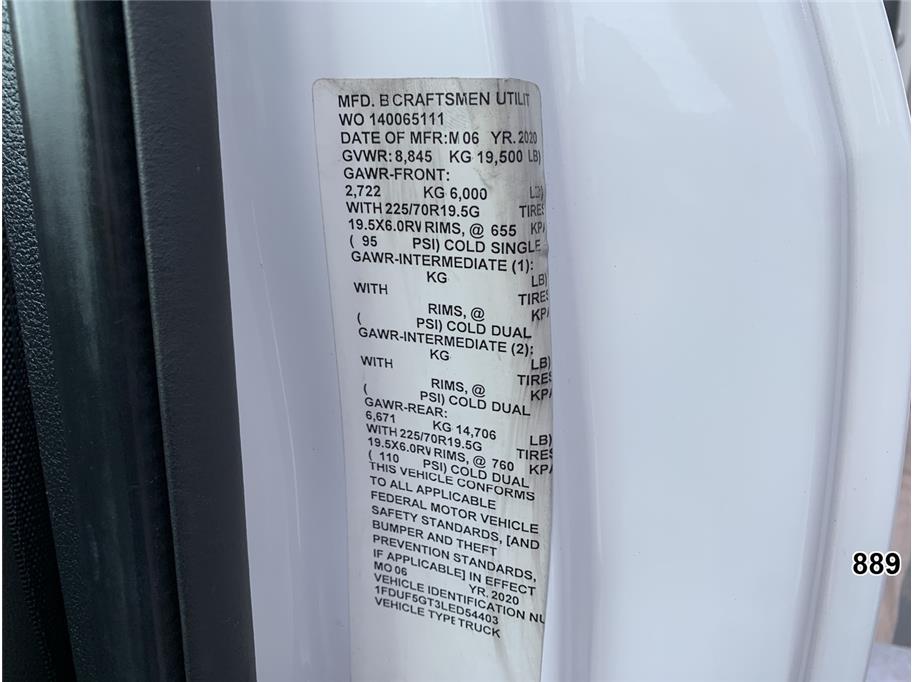 MFD. B CRAFTSMEN UTILIT
WO 140065111
DATE OF MFR: M 06 YR. 2020
GVWR: 8,845 KG 19,500 LB)
GAWR-FRONT:
2,722 KG 6,000 LB)
WITH 225/70R19.5G TIRES
19.5X6.0RW RIMS, @ 655 KPA
( 95 PSI) COLD SINGLE
GAWR-INTERMEDIATE (1):
KG LB)
WITH TIRES
RIMS, @ KPA
( PSI) COLD DUAL
GAWR-INTERMEDIATE (2):
KG LB)
WITH TIRES
RIMS, @ KPA
( PSI) COLD DUAL
GAWR-REAR:
6,671 KG 14,706 LB)
WITH 225/70R19.5G TIRES
19.5X6.0RW RIMS, @ 760 KPA
( 110 PSI) COLD DUAL
THIS VEHICLE CONFORMS
TO ALL APPLICABLE
FEDERAL MOTOR VEHICLE
SAFETY STANDARDS, [AND
BUMPER AND THEFT
PREVENTION STANDARDS,
IF APPLICABLE] IN EFFECT
MO 06 YR. 2020
VEHICLE IDENTIFICATION NU
1FDUF5GT3LED54403
VEHICLE TYPE TRUCK
889